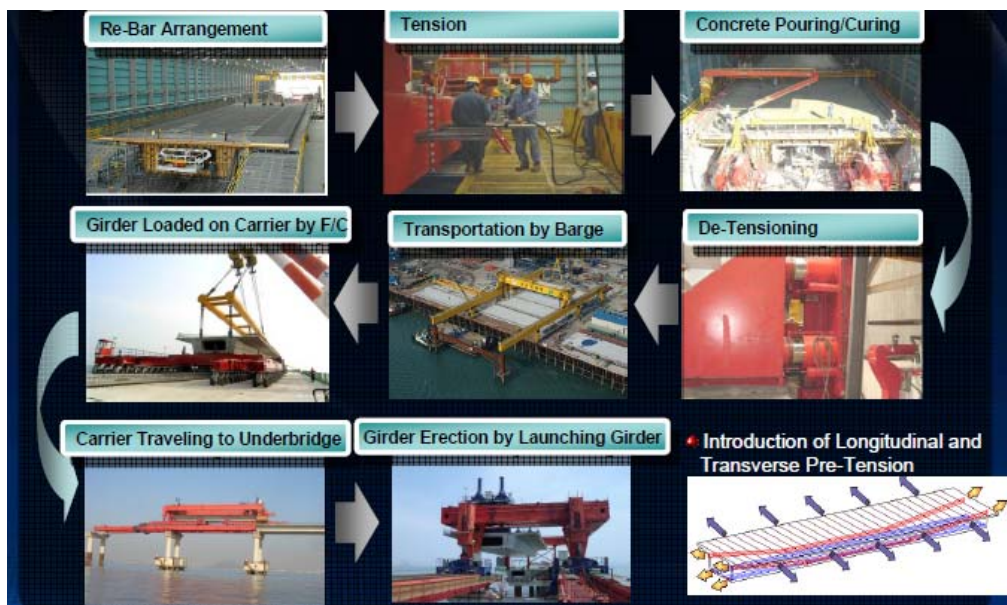 Re-Bar Arrangement
Tension
Concrete Pouring/Curing
Girder Loaded on Carrier by F/C
Transportation by Barge
De-Tensioning
Carrier Traveling to Underbridge
Girder Erection by Launching Girder
Introduction of Longitudinal and
Transverse Pre-Tension